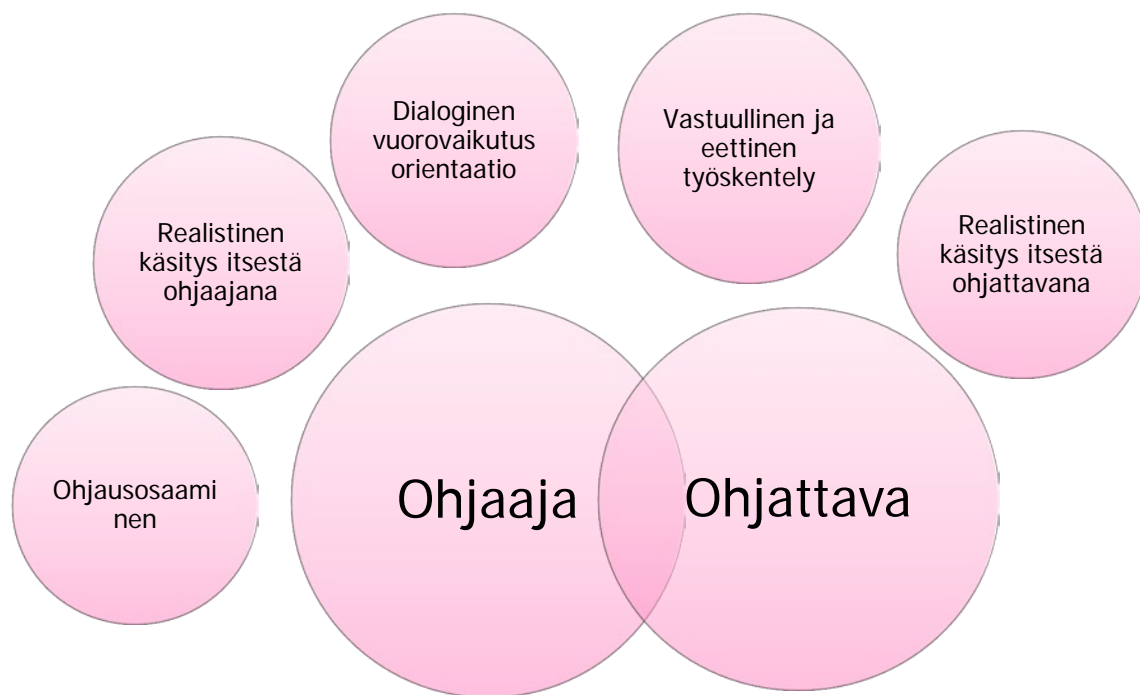 Dialoginen
vuorovaikutus
orientaatio
Vastuullinen ja
eettinen
työskentely
Realistinen
käsitys itsestä
ohjaajana
Realistinen
käsitys itsestä
ohjattavana
Ohjausosaami
nen
Ohjaaja
Ohjattava